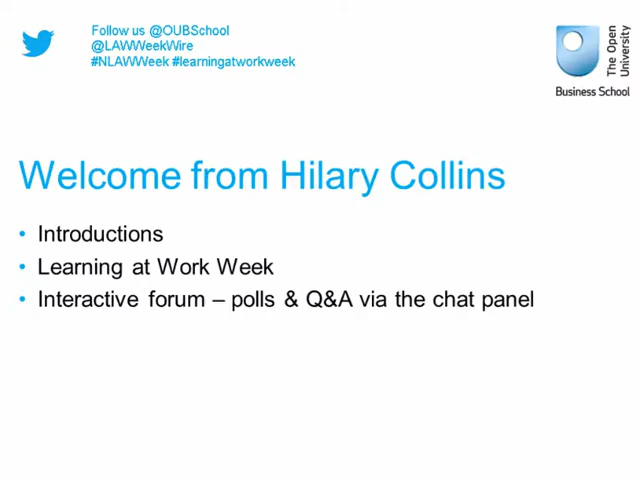 Follow us @OUBSchool
@LAWWeekWire
#NLAWWeek #learningatworkweek
The Open
University
Business School
Welcome from Hilary Collins
• Introductions
• Learning at Work Week
• Interactive forum – polls & Q&A via the chat panel